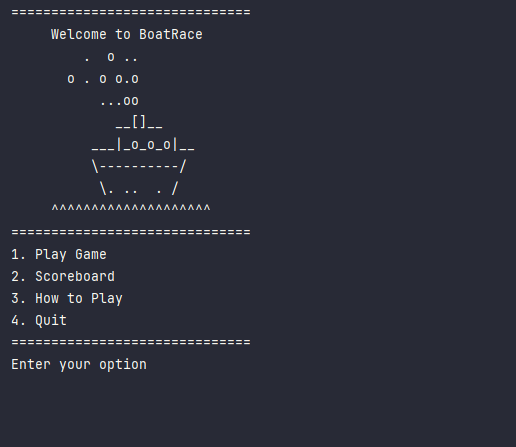 ==============================
     Welcome to BoatRace
         .  o ..
       o . o o.o
           ...oo
             __[]__
          ___|_o_o_o|__
          \----------/
           \. ..  . /
     ^^^^^^^^^^^^^^^^^^^^
==============================
1. Play Game
2. Scoreboard
3. How to Play
4. Quit
==============================
Enter your option